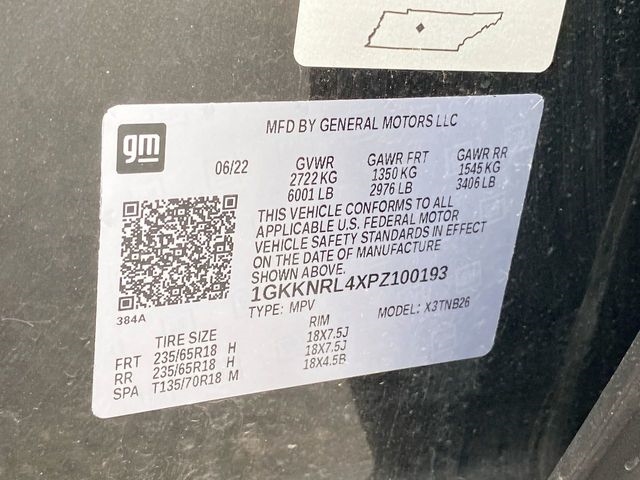 gm
MFD BY GENERAL MOTORS LLC
06/22 GVWR GAWR FRT GAWR RR
2722 KG 1350 KG 1545 KG
6001 LB 2976 LB 3406 LB
THIS VEHICLE CONFORMS TO ALL
APPLICABLE U.S. FEDERAL MOTOR
VEHICLE SAFETY STANDARDS IN EFFECT
ON THE DATE OF MANUFACTURE
SHOWN ABOVE.
1GKKNRL4XPZ100193
384A TYPE: MPV MODEL: X3TNB26
TIRE SIZE RIM
FRT 235/65R18 H 18X7.5J
RR 235/65R18 H 18X7.5J
SPA T135/70R18 M 18X4.5B